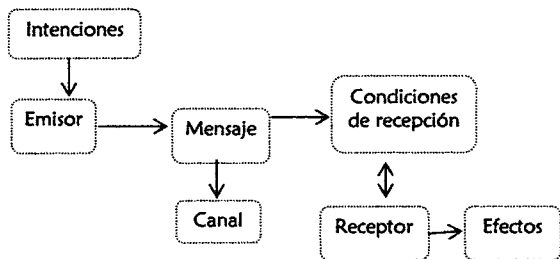 Intenciones
Emisor
Mensaje
Condiciones
de recepción
Canal
Receptor
Efectos